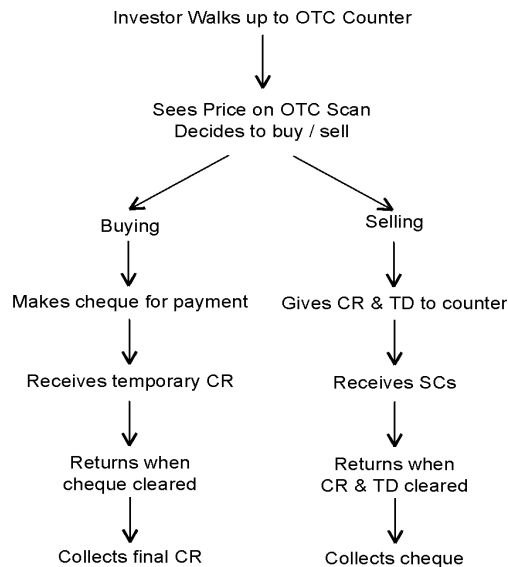 Investor Walks up to OTC Counter
Sees Price on OTC Scan
Decides to buy / sell
Buying
Selling
Makes cheque for payment
Gives CR & TD to counter
Receives temporary CR
Receives SCs
Returns when
cheque cleared
Returns when
CR & TD cleared
Collects final CR
Collects cheque